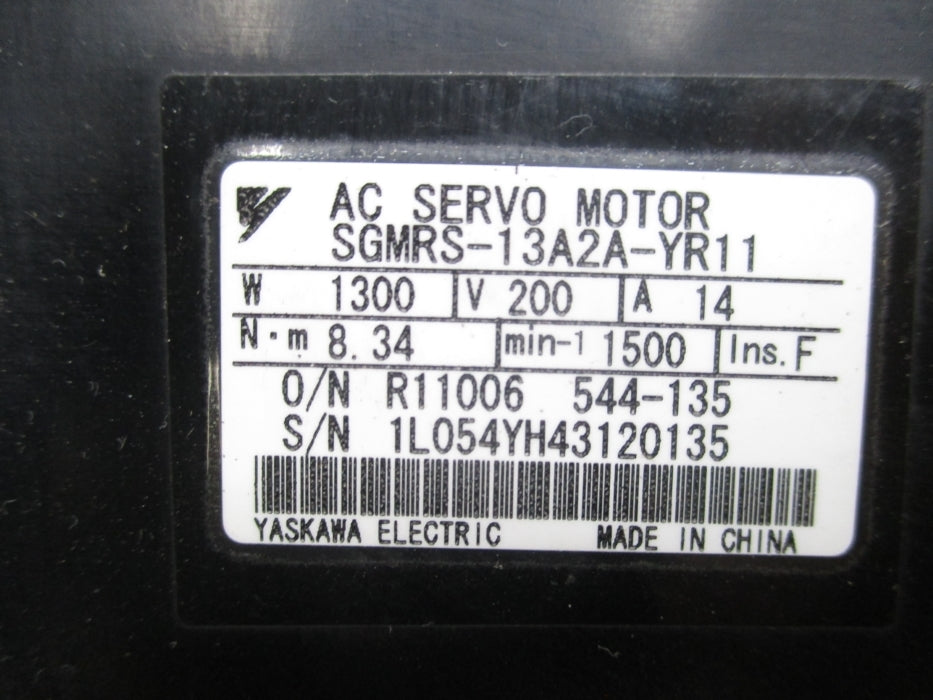 AC SERVO MOTOR
SGMRS-13A2A-YR11
W 1300 V 200 A 14
N·m 8.34 min-1 1500 Ins. F
O/N R11006 544-135
S/N 1L054YH43120135
YASKAWA ELECTRIC MADE IN CHINA